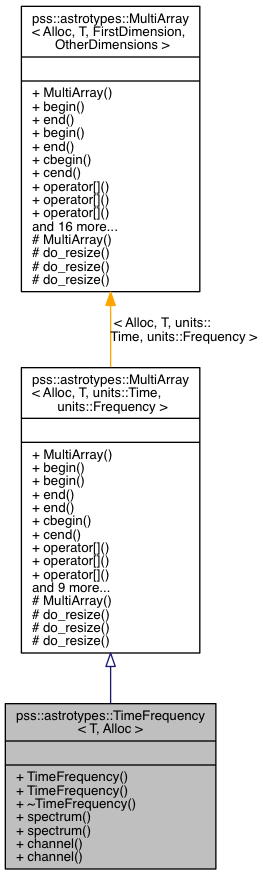 pss::astrotypes::MultiArray
< Alloc, T, FirstDimension,
OtherDimensions >
+ MultiArray()
+ begin()
+ end()
+ begin()
+ end()
+ cbegin()
+ cend()
+ operator[]()
+ operator[]()
+ operator[]()
and 16 more...
# MultiArray()
# do_resize()
# do_resize()
# do_resize()
< Alloc, T, units::
Time, units::Frequency >
pss::astrotypes::MultiArray
< Alloc, T, units::Time,
units::Frequency >
+ MultiArray()
+ begin()
+ begin()
+ end()
+ end()
+ cbegin()
+ cend()
+ operator[]()
+ operator[]()
+ operator[]()
and 9 more...
# MultiArray()
# do_resize()
# do_resize()
# do_resize()
pss::astrotypes::TimeFrequency
< T, Alloc >
+ TimeFrequency()
+ TimeFrequency()
+ ~TimeFrequency()
+ spectrum()
+ spectrum()
+ channel()
+ channel()